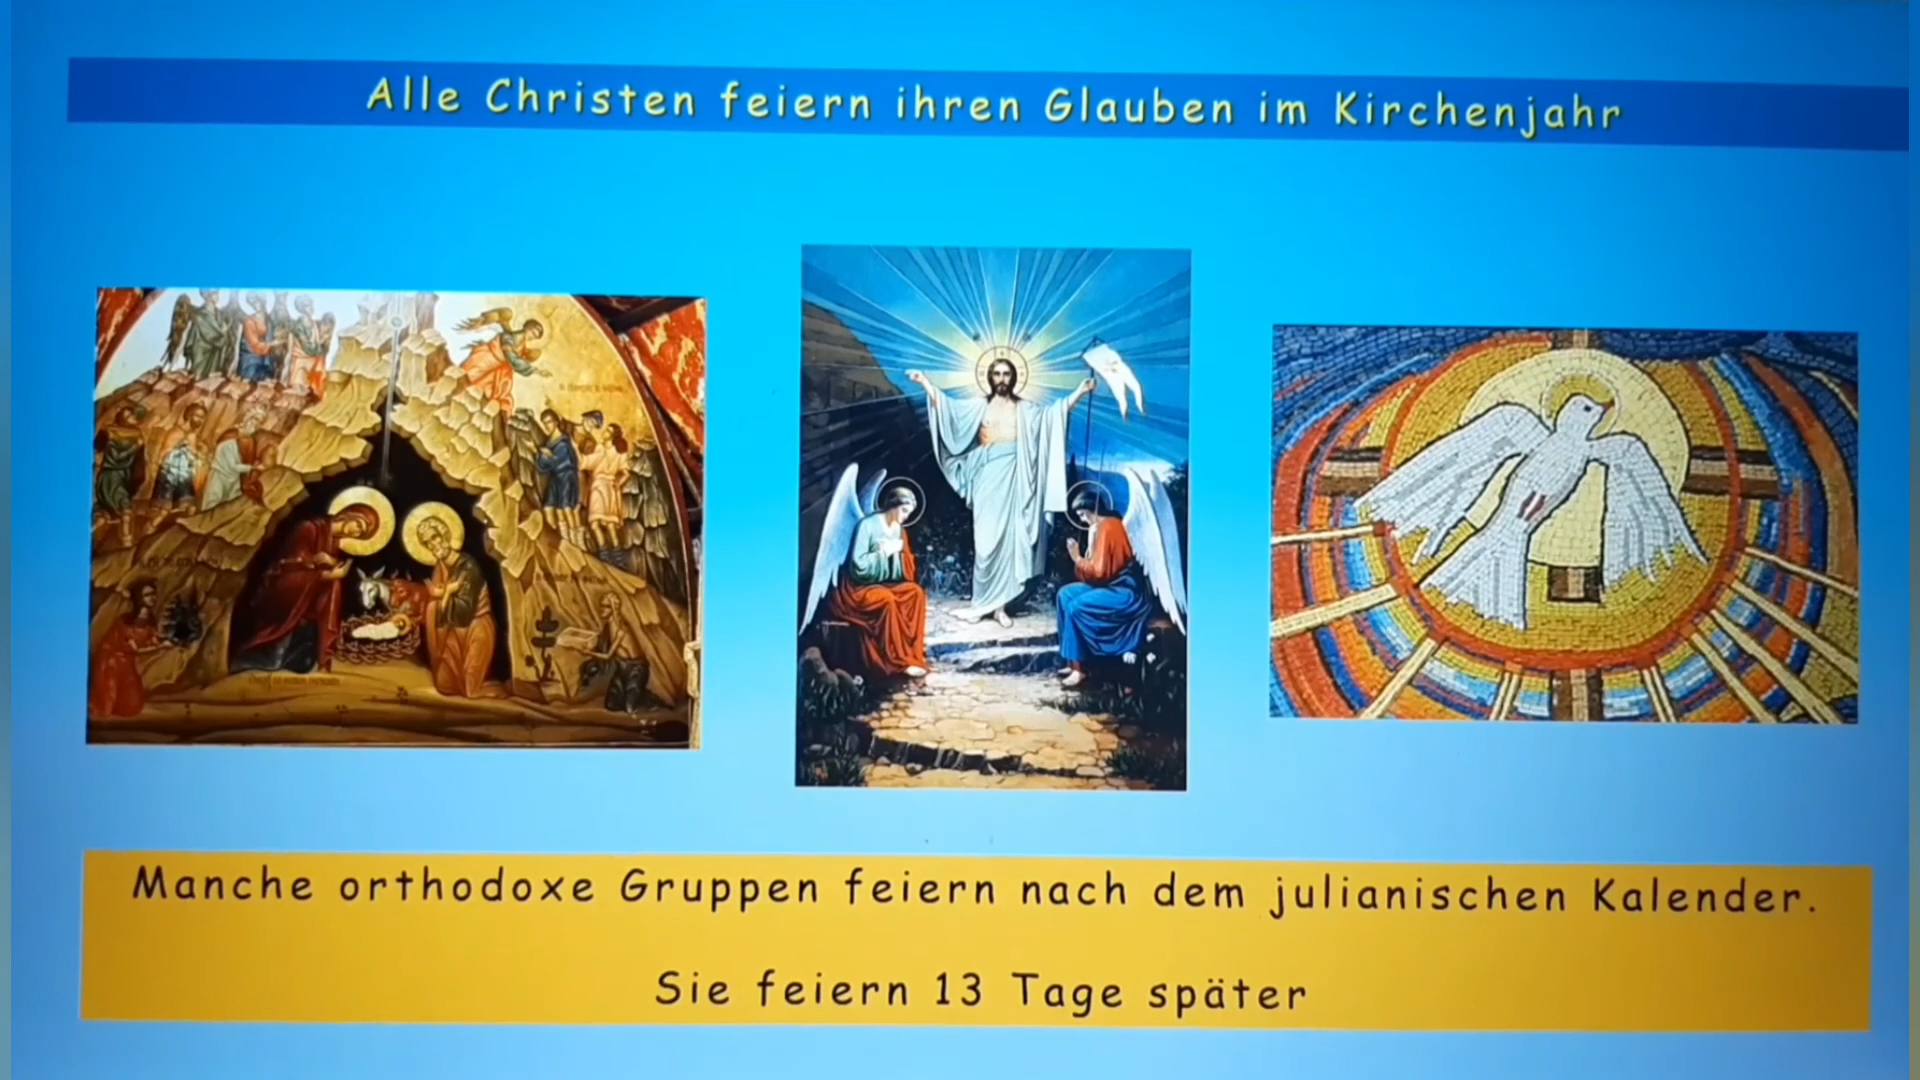 Alle Christen feiern ihren Glauben im Kirchenjahr
Manche orthodoxe Gruppen feiern nach dem julianischen Kalender.
Sie feiern 13 Tage später